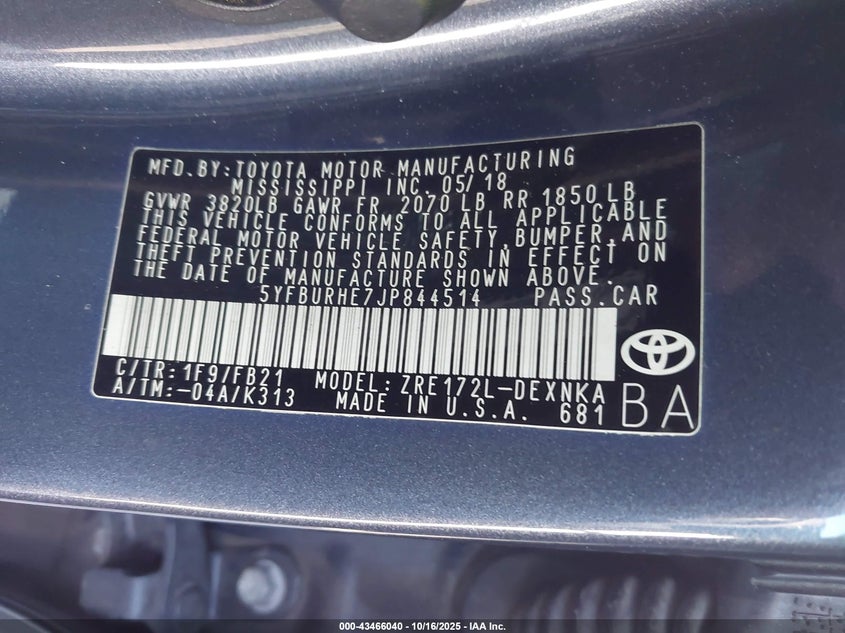 MFD.BY:TOYOTA MOTOR MANUFACTURING
MISSISSIPPI INC. 05/18
GVWR 3820LB GAWR FR 2070LB RR 1850LB
THIS VEHICLE CONFORMS TO ALL APPLICABLE
FEDERAL MOTOR VEHICLE SAFETY,BUMPER,AND
THEFT PREVENTION STANDARDS IN EFFECT ON
THE DATE OF MANUFACTURE SHOWN ABOVE.
5YFBURHE7JP844514 PASS.CAR
C/TR:1F9/FB21 MODEL:ZRE172L-DEXNKA
A/TM:-04A/K313 MADE IN U.S.A. 681
BA
000-43466040 - 10/16/2025 - IAA Inc.